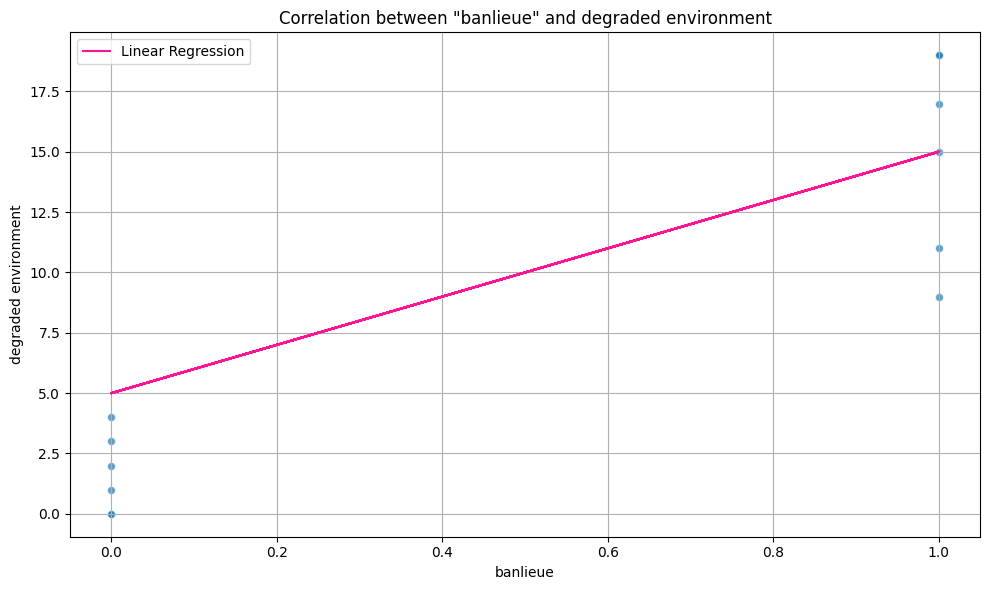 Correlation between "banlieue" and degraded environment
Linear Regression
degraded environment
17.5
15.0
12.5
10.0
7.5
5.0
2.5
0.0
0.0 0.2 0.4 0.6 0.8 1.0
banlieue